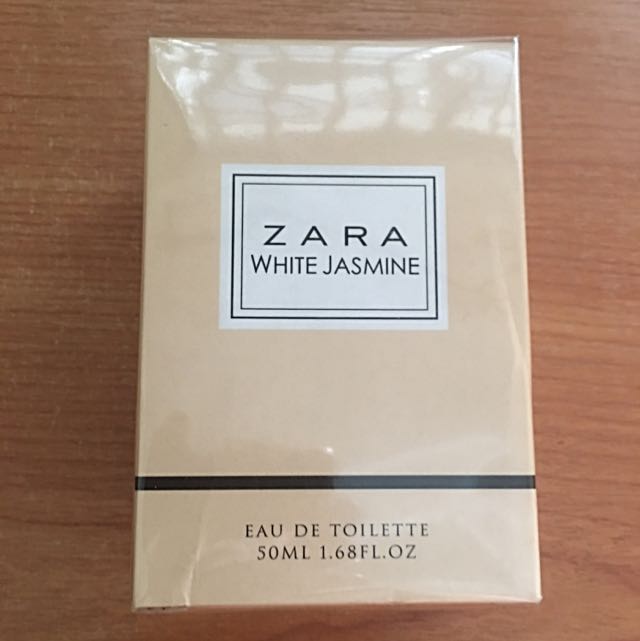 ZARA
WHITE JASMINE
EAU DE TOILETTE
50ML 1.68FL.OZ